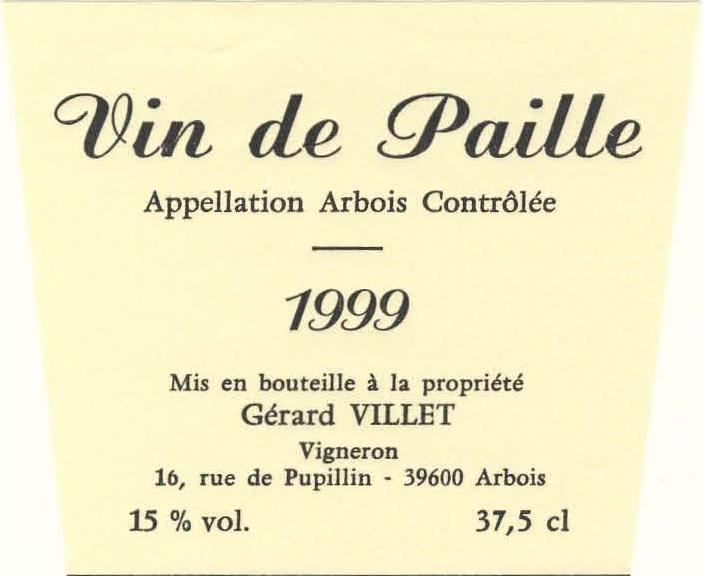 Vin de Paille
Appellation Arbois Contrôlée
1999
Mis en bouteille à la propriété
Gérard VILLET
Vigneron
16, rue de Pupillin - 39600 Arbois
15 % vol. 37,5 cl